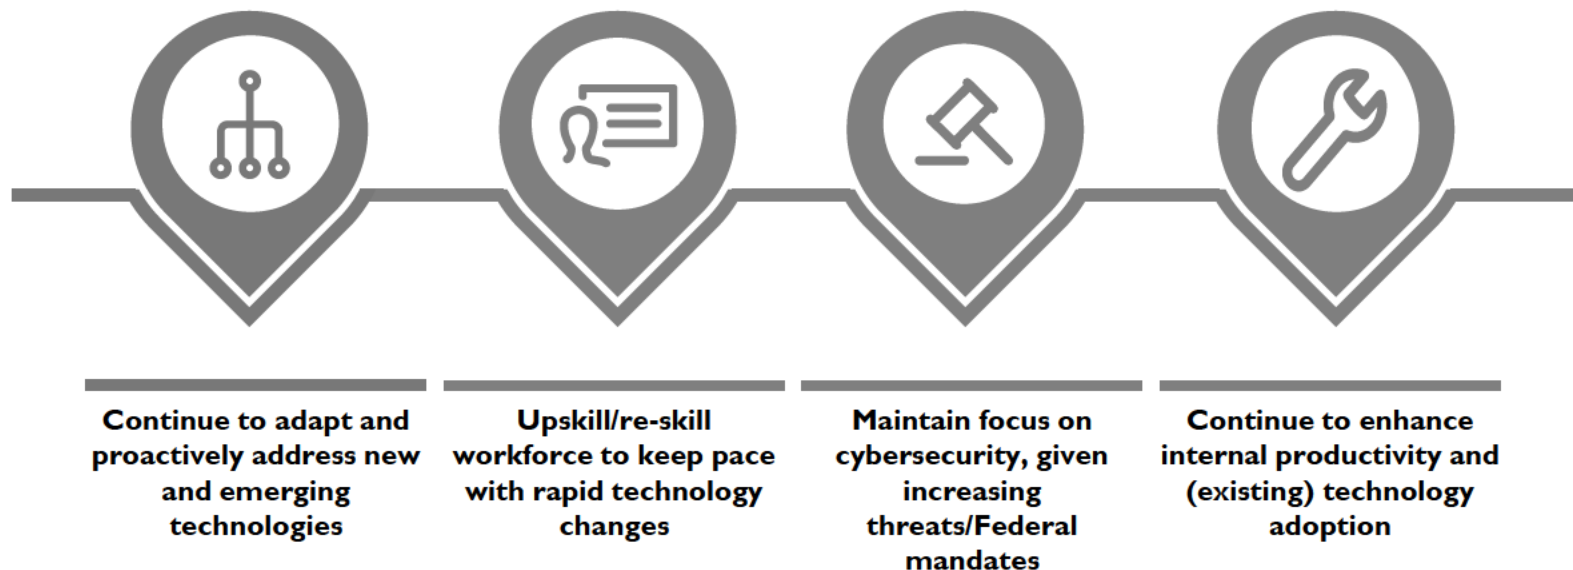 Continue to adapt and
proactively address new
and emerging
technologies
Upskill/re-skill
workforce to keep pace
with rapid technology
changes
Maintain focus on
cybersecurity, given
increasing
threats/Federal
mandates
Continue to enhance
internal productivity and
(existing) technology
adoption